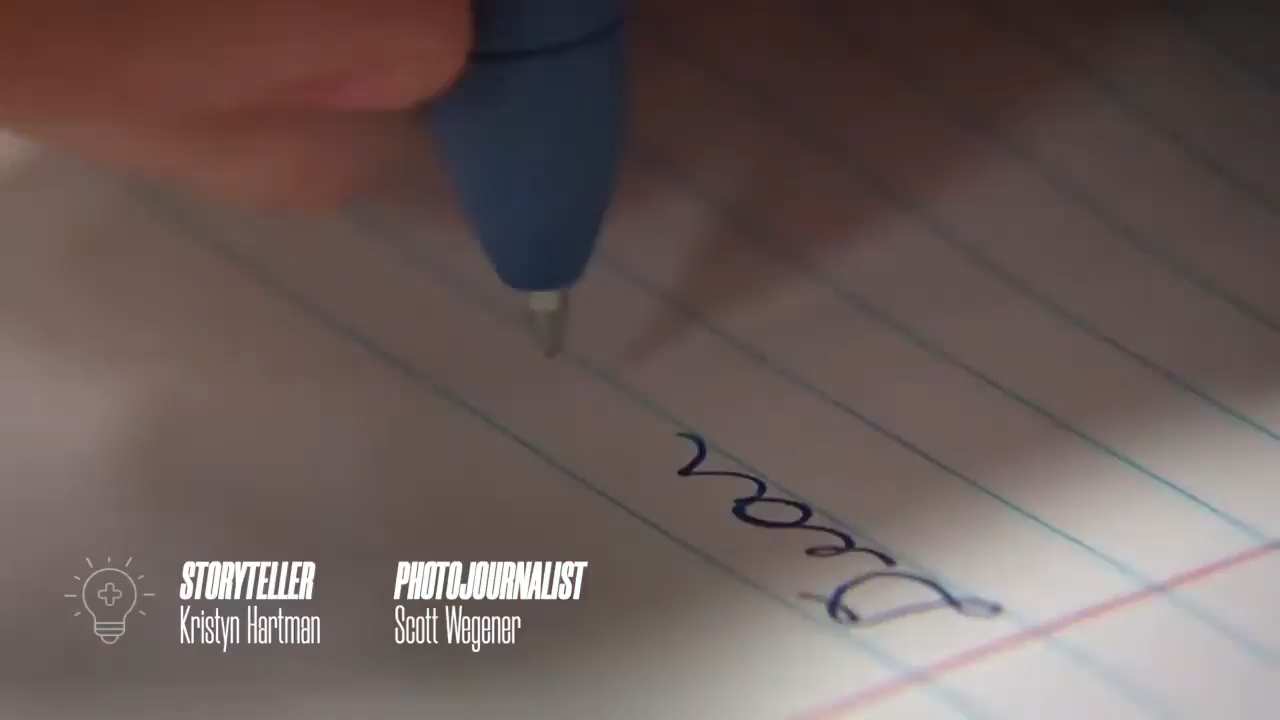 Dear
STORYTELLER
Kristyn Hartman
PHOTOJOURNALIST
Scott Wegener